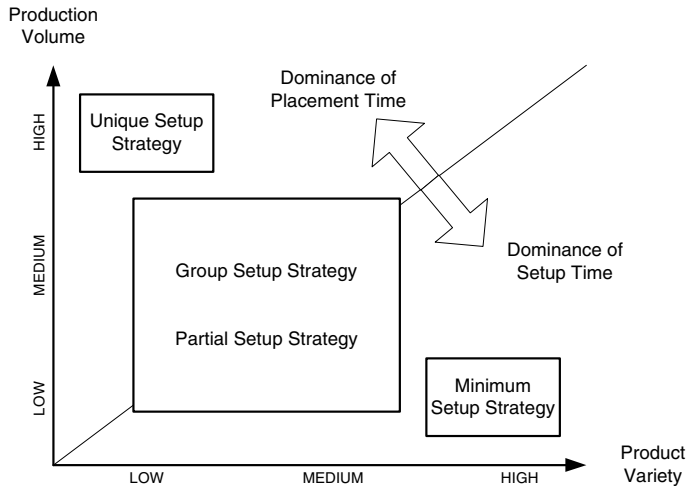 Production
Volume
Dominance of
Placement Time
Unique Setup
Strategy
HIGH
MEDIUM
LOW
Group Setup Strategy
Partial Setup Strategy
Dominance of
Setup Time
Minimum
Setup Strategy
Product
Variety
LOW
MEDIUM
HIGH